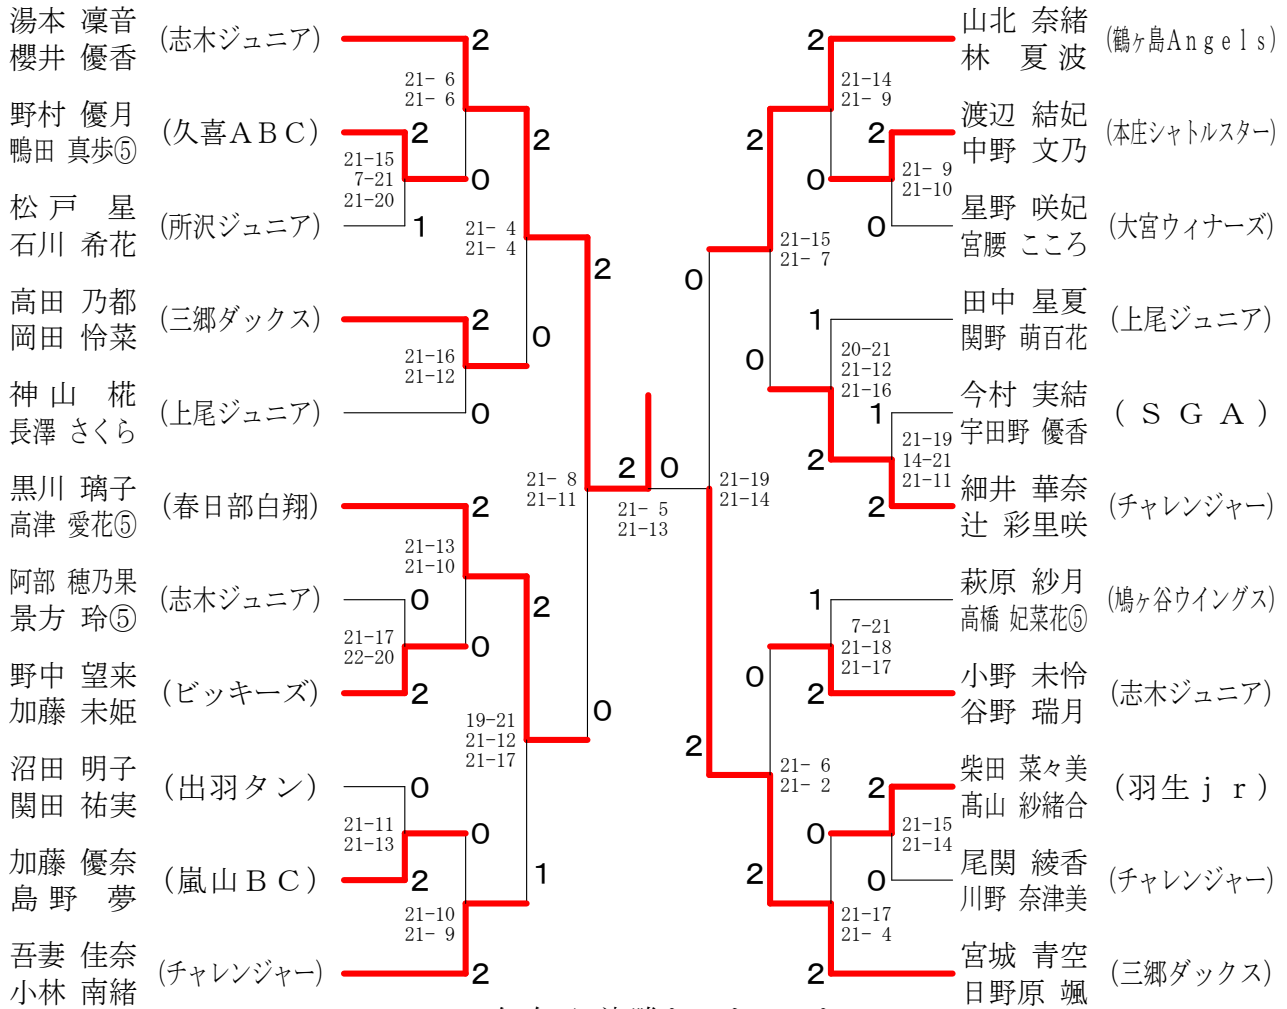 湯本 凜音
櫻井 優香
(志木ジュニア)
2
21- 6
21- 6
野村 優月
鴨田 真歩⑤
(久喜ABC)
2
21-15
7-21
21-20
0
2
松戸 星
石川 希花
(所沢ジュニア)
1
21- 4
21- 4
2
高田 乃都
岡田 怜菜
(三郷ダックス)
2
21-16
21-12
0
神山 椛
長澤 さくら
(上尾ジュニア)
0
21- 8
21-11
黒川 璃子
高津 愛花⑤
(春日部白翔)
2
21-13
21-10
阿部 穂乃果
景方 玲⑤
(志木ジュニア)
0
21-17
22-20
0
2
野中 望来
加藤 未姫
(ビッキーズ)
2
19-21
21-12
21-17
0
沼田 明子
関田 祐実
(出羽タン)
0
21-11
21-13
0
加藤 優奈
島野 夢
(嵐山BC)
2
21-10
21- 9
1
吾妻 佳奈
小林 南緒
(チャレンジャー)
2
2 0
21- 5
21-13
2
山北 奈緒
林 夏波
(鶴ヶ島Angels)
21-14
21- 9
2
2
渡辺 結妃
中野 文乃
(本庄シャトルスター)
0
21- 9
21-10
0
星野 咲妃
宮腰 こころ
(大宮ウィナーズ)
21-15
21- 7
0
1
田中 星夏
関野 萌百花
(上尾ジュニア)
0
20-21
21-12
21-16
1
今村 実結
宇田野 優香
(SGA)
2
21-19
14-21
21-11
2
細井 華奈
辻 彩里咲
(チャレンジャー)
21-19
21-14
1
萩原 紗月
高橋 妃菜花⑤
(鳩ヶ谷ウイングス)
7-21
21-18
21-17
0
2
小野 未怜
谷野 瑞月
(志木ジュニア)
2
21- 6
21- 2
2
柴田 菜々美
髙山 紗緒合
(羽生jr)
0
21-15
21-14
0
尾関 綾香
川野 奈津美
(チャレンジャー)
2
21-17
21- 4
2
宮城 青空
日野原 颯
(三郷ダックス)